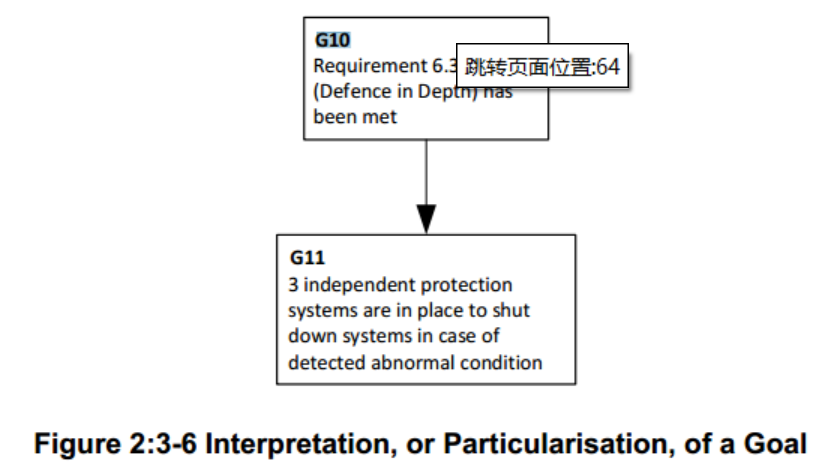 G10
Requirement 6.3
跳转页面位置:64
(Defence in Depth) has
been met
G11
3 independent protection
systems are in place to shut
down systems in case of
detected abnormal condition
Figure 2:3-6 Interpretation, or Particularisation, of a Goal